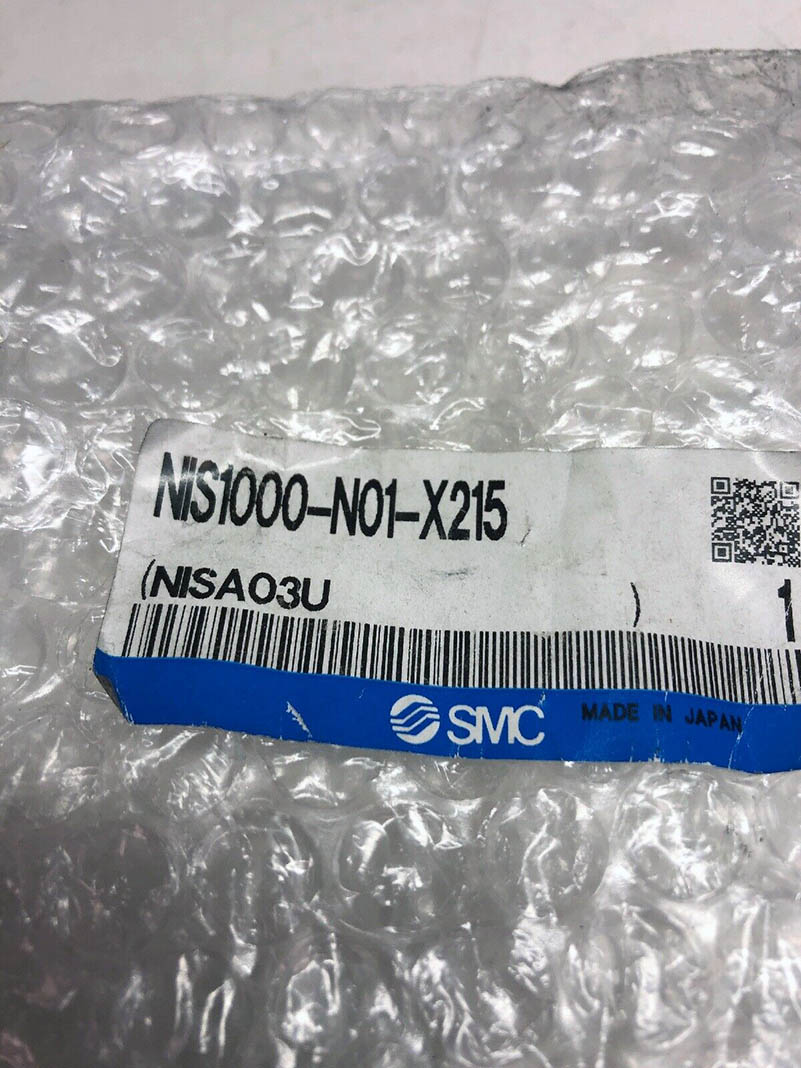 NIS1000-N01-X215
(NISA03U )
1
SMC
MADE IN JAPAN